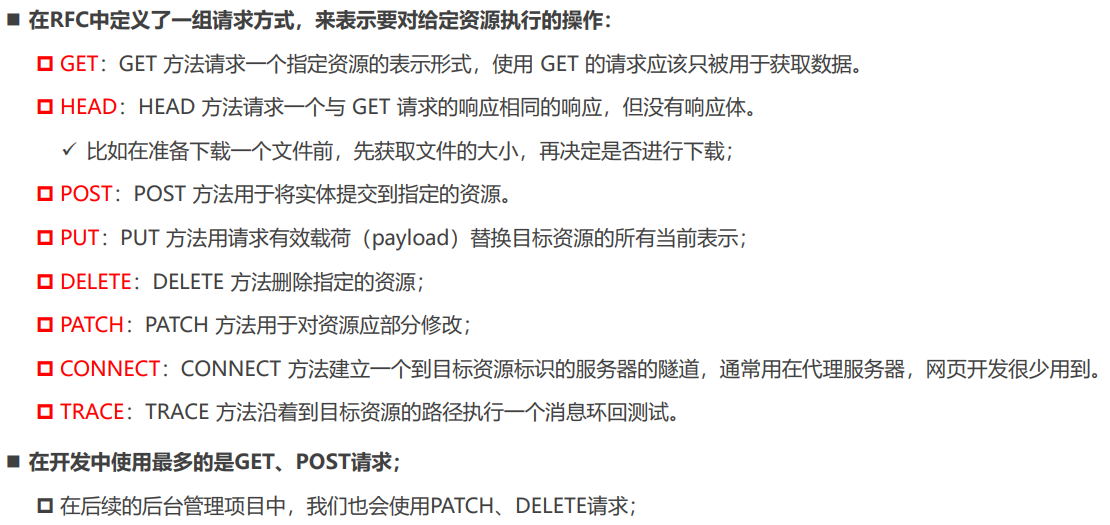 在RFC中定义了一组请求方式，来表示要对给定资源执行的操作：
GET：GET 方法请求一个指定资源的表示形式，使用 GET 的请求应该只被用于获取数据。
HEAD：HEAD 方法请求一个与 GET 请求的响应相同的响应，但没有响应体。
比如在准备下载一个文件前，先获取文件的大小，再决定是否进行下载；
POST：POST 方法用于将实体提交到指定的资源。
PUT：PUT 方法用请求有效载荷（payload）替换目标资源的所有当前表示；
DELETE：DELETE 方法删除指定的资源；
PATCH：PATCH 方法用于对资源应部分修改；
CONNECT：CONNECT 方法建立一个到目标资源标识的服务器的隧道，通常用在代理服务器，网页开发很少用到。
TRACE：TRACE 方法沿着到目标资源的路径执行一个消息环回测试。
在开发中使用最多的是GET、POST请求；
在后续的后台管理项目中，我们也会使用PATCH、DELETE请求；